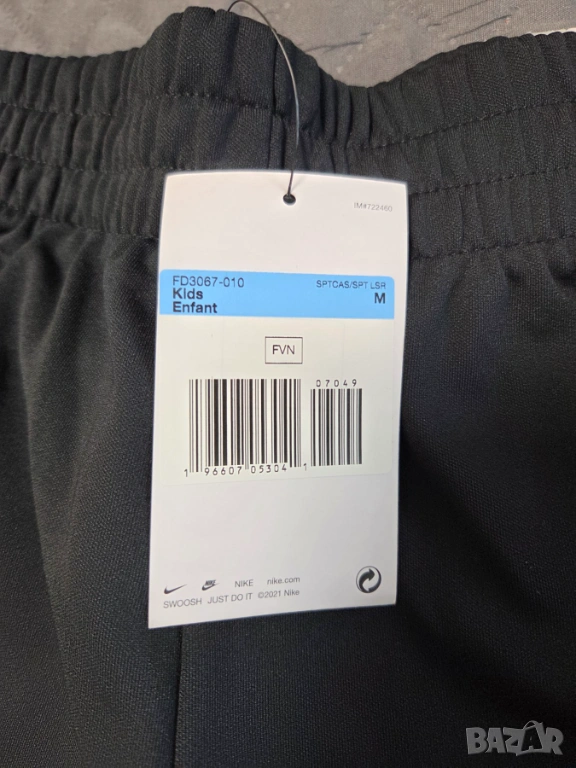 IM#722460
FD3067-010 SPTCAS/SPT LSR
Kids M
Enfant
FVN
07049
1 96607 05304 1
NIKE nike.com
SWOOSH JUST DO IT ©2021 Nike
BAZAR